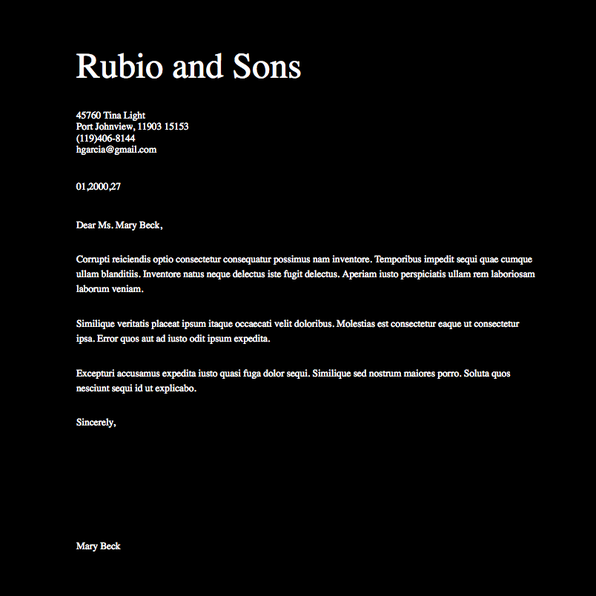 Rubio and Sons
45760 Tina Light
Port Johnview, 11903 15153
(119)406-8144
hgarcia@gmail.com
01,2000,27
Dear Ms. Mary Beck,
Corrupti reiciendis optio consectetur consequatur possimus nam inventore. Temporibus impedit sequi quae cumque
ullam blanditiis. Inventore natus neque delectus iste fugit delectus. Aperiam iusto perspiciatis ullam rem laboriosam
laborum veniam.
Similique veritatis placeat ipsum itaque occaecati velit doloribus. Molestias est consectetur eaque ut consectetur
ipsa. Error quos aut ad iusto odit ipsum expedita.
Excepturi accusamus expedita iusto quasi fuga dolor sequi. Similique sed nostrum maiores porro. Soluta quos
nesciunt sequi id ut explicabo.
Sincerely,
Mary Beck